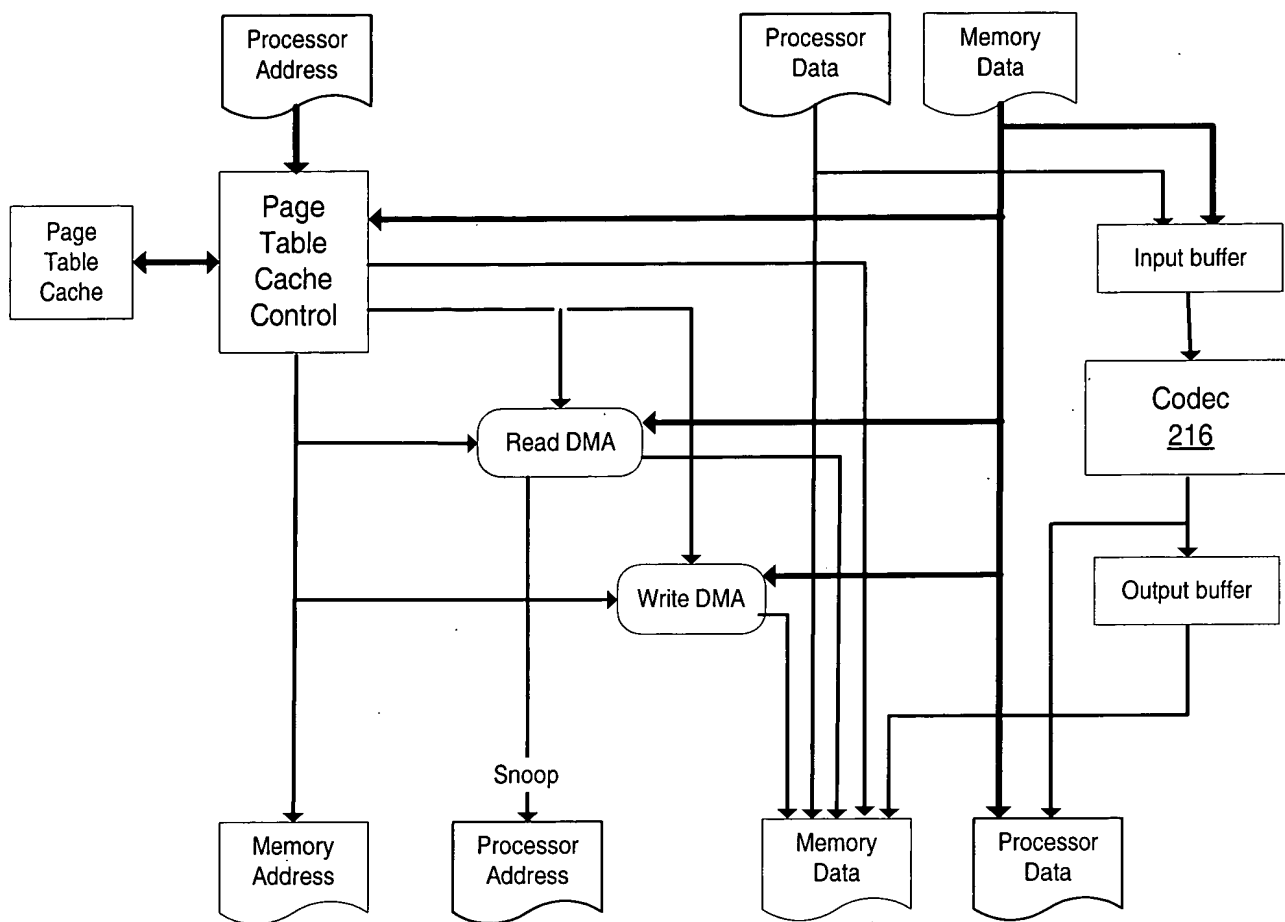 Processor
Address
Processor
Data
Memory
Data
Page
Table
Cache
Page
Table
Cache
Control
Input buffer
Codec
216
Read DMA
Write DMA
Output buffer
Snoop
Memory
Address
Processor
Address
Memory
Data
Processor
Data